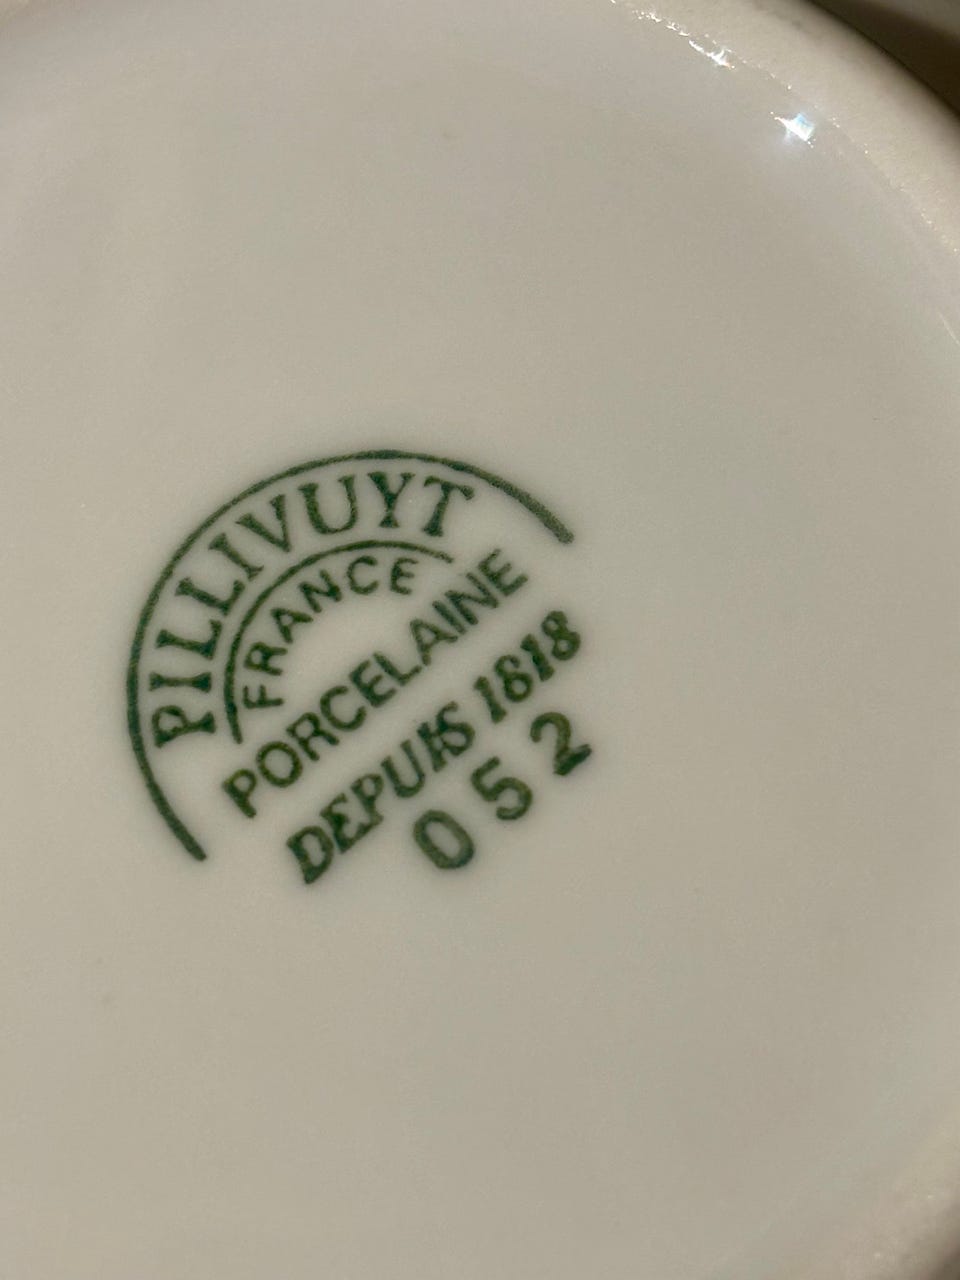 PILLIVUYT
FRANCE
PORCELAINE
DEPUIS 1818
052